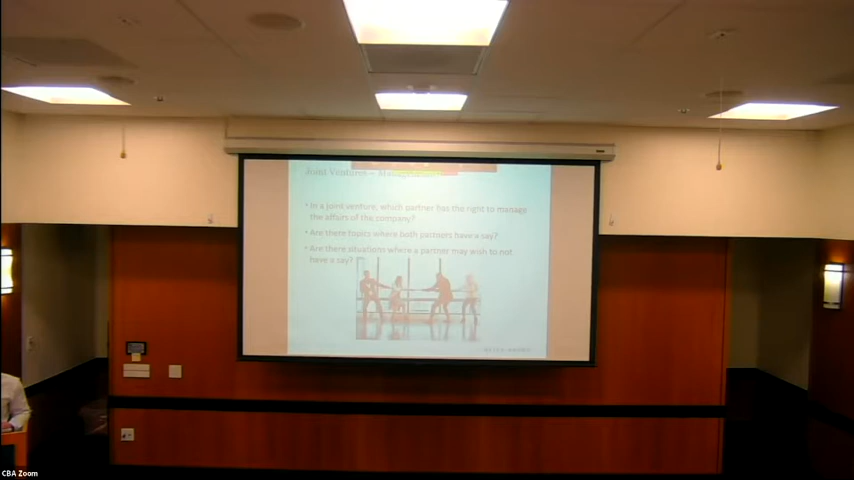 Joint Ventures –
• In a joint venture, which partner has the right to manage
the affairs of the company?
• Are there topics where both partners have a say?
• Are there situations where a partner may wish to not
have a say?
CBA Zoom